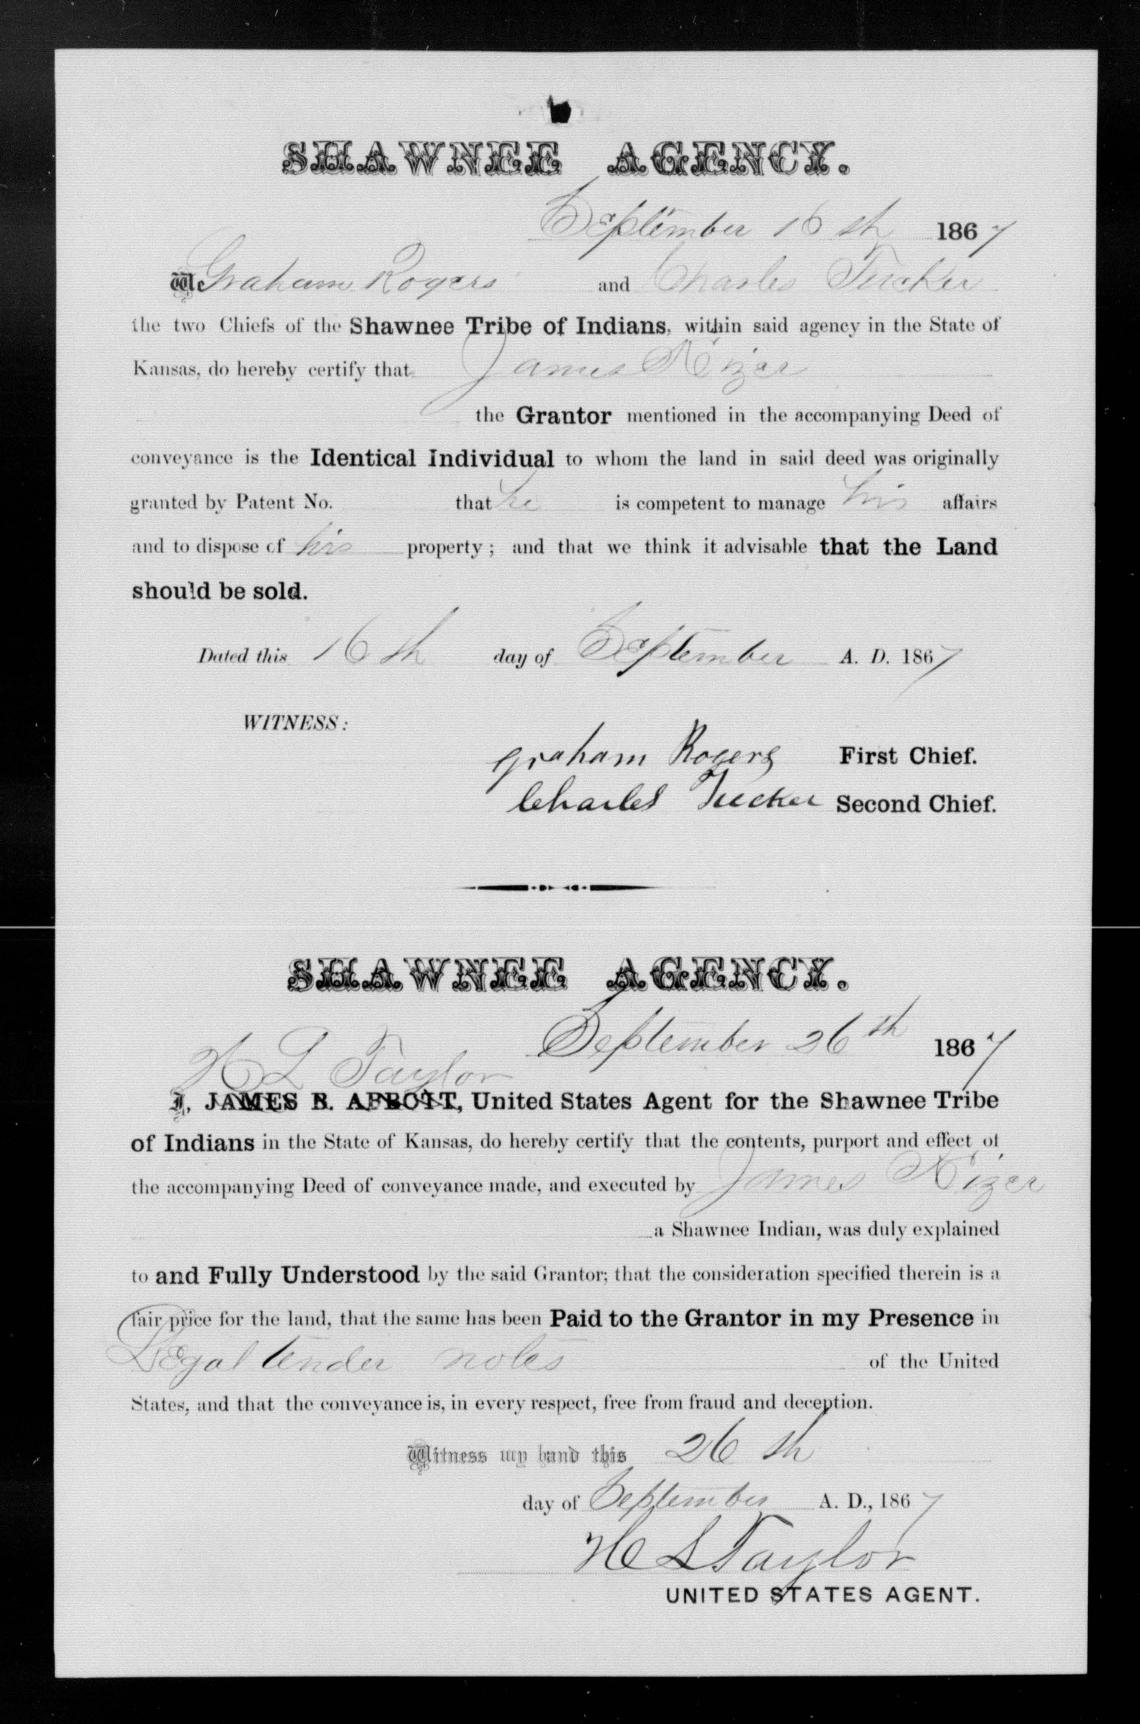 SHAWNEE AGENCY.
September 16th 1867
We Graham Rogers and Charles Tucker
the two Chiefs of the Shawnee Tribe of Indians, within said agency in the State of
Kansas, do hereby certify that James Kizer
the Grantor mentioned in the accompanying Deed of
conveyance is the Identical Individual to whom the land in said deed was originally
granted by Patent No. that he is competent to manage his affairs
and to dispose of his property; and that we think it advisable that the Land
should be sold.
Dated this 16th day of September A. D. 1867
WITNESS:
Graham Rogers First Chief.
Charles Tucker Second Chief.
SHAWNEE AGENCY.
September 26th 1867
H L Taylor
I, JAMES B. ABBOTT, United States Agent for the Shawnee Tribe
of Indians in the State of Kansas, do hereby certify that the contents, purport and effect of
the accompanying Deed of conveyance made, and executed by James Kizer
a Shawnee Indian, was duly explained
to and Fully Understood by the said Grantor; that the consideration specified therein is a
fair price for the land, that the same has been Paid to the Grantor in my Presence in
Legal tender notes of the United
States, and that the conveyance is, in every respect, free from fraud and deception.
Witness my hand this 26th
day of September A. D., 1867
H L Taylor
UNITED STATES AGENT.